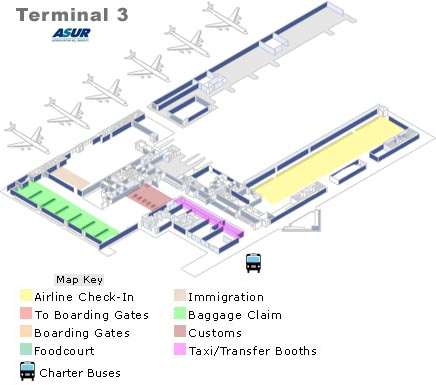 Terminal 3
ASUR
Map Key
Airline Check-In
To Boarding Gates
Boarding Gates
Foodcourt
Charter Buses
Immigration
Baggage Claim
Customs
Taxi/Transfer Booths